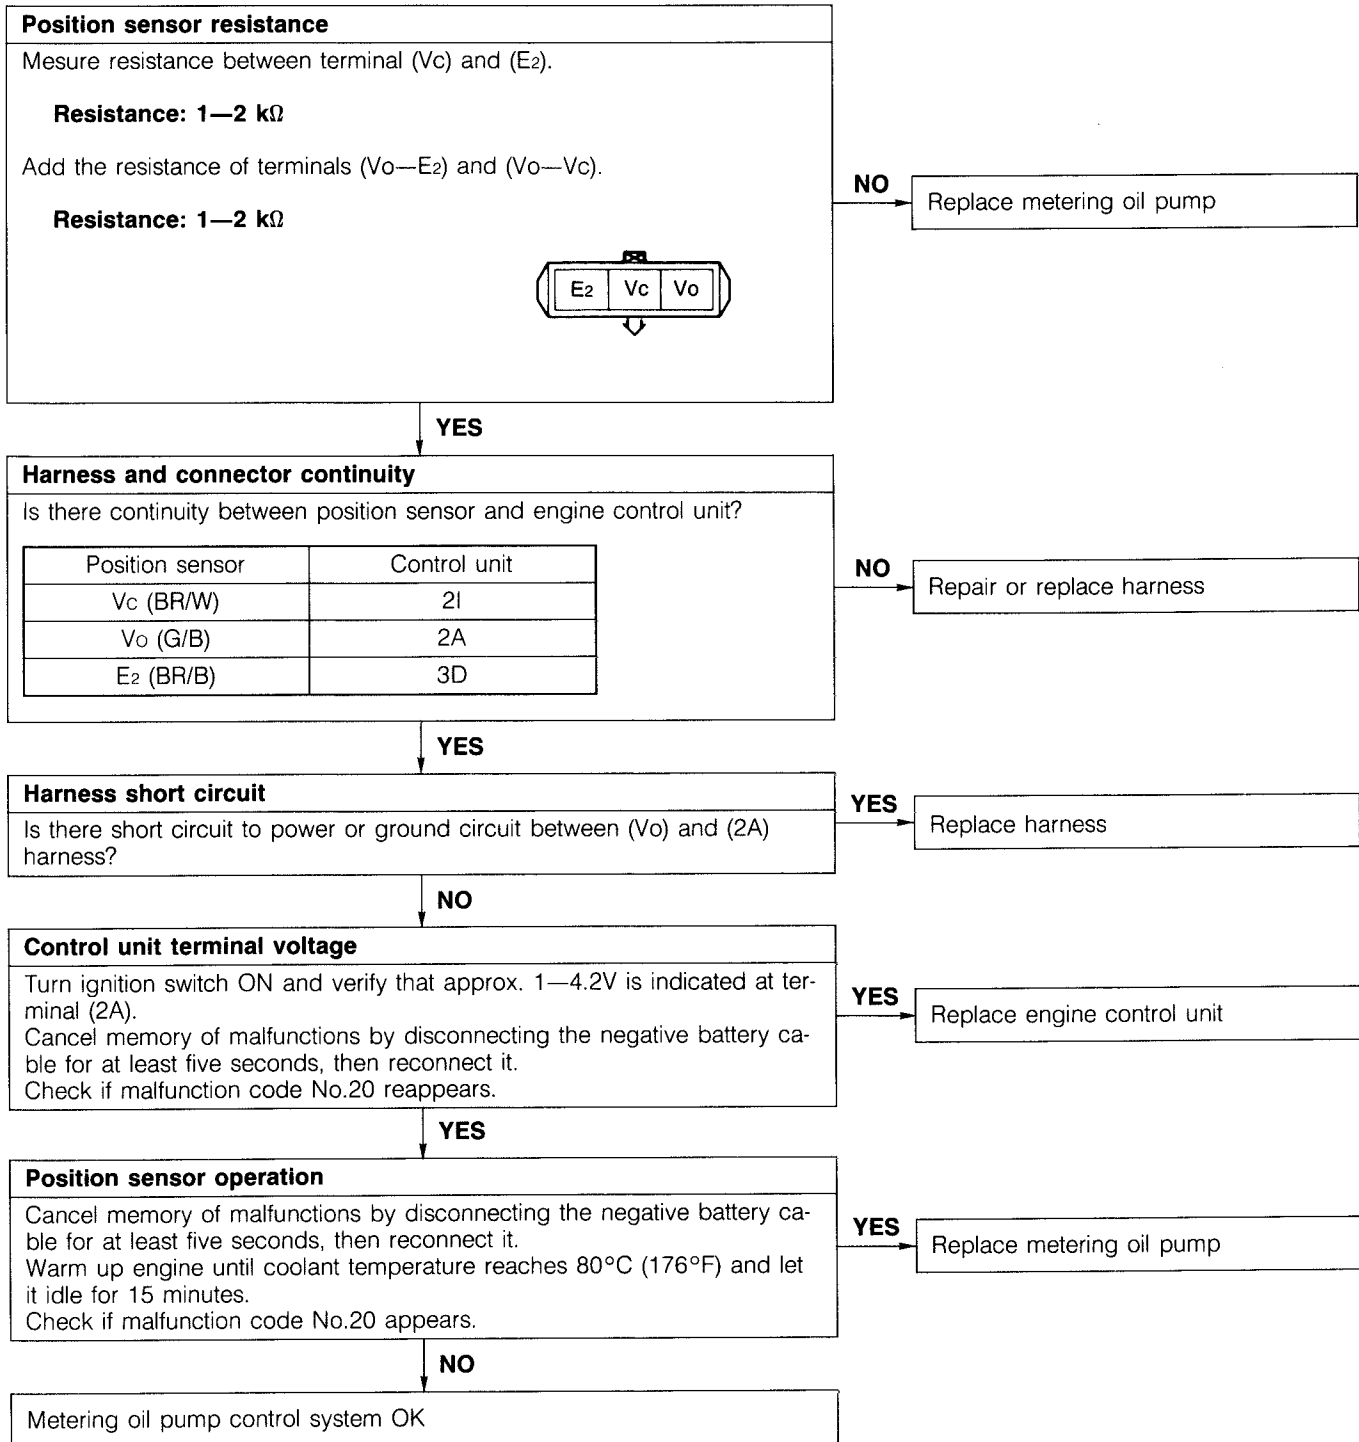 Position sensor resistance
Mesure resistance between terminal (Vc) and (E2).
Resistance: 1—2 kΩ
Add the resistance of terminals (Vo—E2) and (Vo—Vc).
Resistance: 1—2 kΩ
NO
Replace metering oil pump
E2 Vc Vo
YES
Harness and connector continuity
Is there continuity between position sensor and engine control unit?
Position sensor Control unit
Vc (BR/W) 2I
Vo (G/B) 2A
E2 (BR/B) 3D
NO
Repair or replace harness
YES
Harness short circuit
Is there short circuit to power or ground circuit between (Vo) and (2A)
harness?
YES
Replace harness
NO
Control unit terminal voltage
Turn ignition switch ON and verify that approx. 1—4.2V is indicated at ter-
minal (2A).
Cancel memory of malfunctions by disconnecting the negative battery ca-
ble for at least five seconds, then reconnect it.
Check if malfunction code No.20 reappears.
YES
Replace engine control unit
YES
Position sensor operation
Cancel memory of malfunctions by disconnecting the negative battery ca-
ble for at least five seconds, then reconnect it.
Warm up engine until coolant temperature reaches 80°C (176°F) and let
it idle for 15 minutes.
Check if malfunction code No.20 appears.
YES
Replace metering oil pump
NO
Metering oil pump control system OK